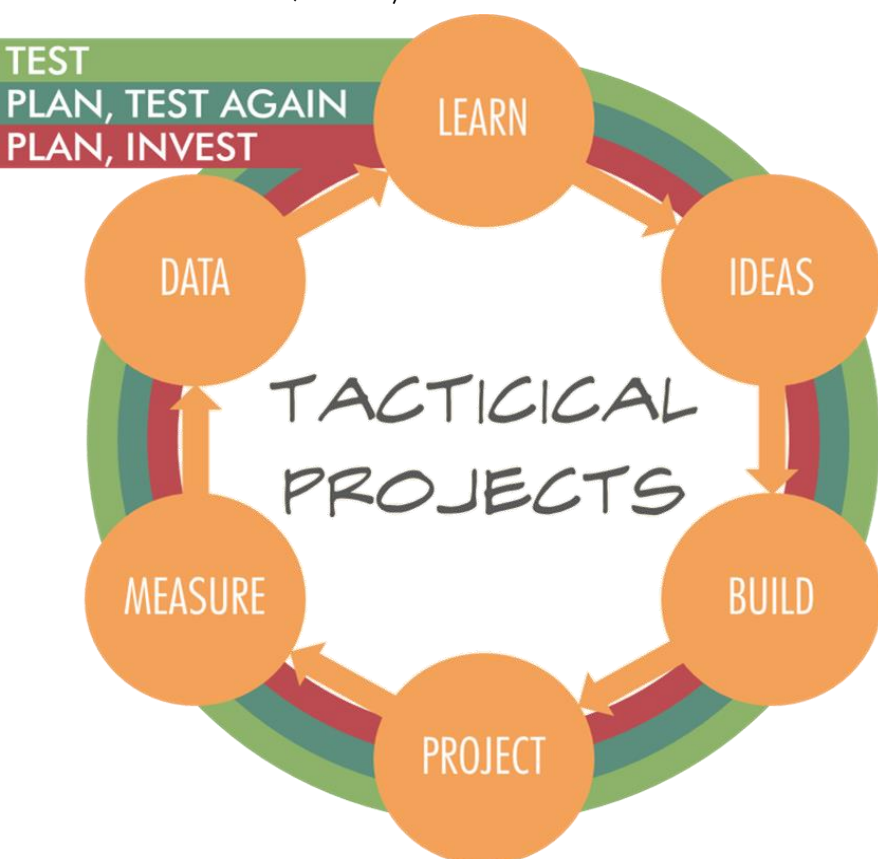 TEST
PLAN, TEST AGAIN
PLAN, INVEST
LEARN
IDEAS
BUILD
PROJECT
MEASURE
DATA
TACTICICAL
PROJECTS